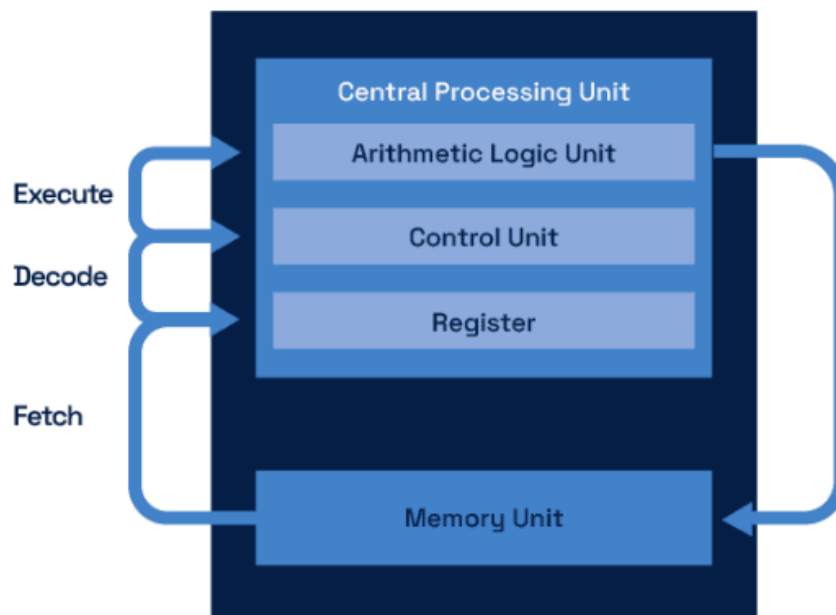 Central Processing Unit
Arithmetic Logic Unit
Execute
Control Unit
Decode
Register
Fetch
Memory Unit